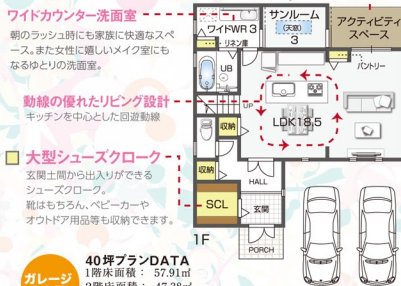 ワイドカウンター洗面室
朝のラッシュ時にも家族に快適なスペ
ース。また女性に嬉しいメイク室にも
なるゆとりの洗面室。
動線の優れたリビング設計
キッチンを中心とした回遊動線
大型シューズクローク
玄関土間から出入りができる
シューズクローク。
靴はもちろん、ベビーカーや
オウトドア用品等も収納できます。
ワイドWR 3
リネン庫
サンルーム
(天窓)
3
アクティビティ
スペース
パントリー
UB
UP
LDK18.5
収納
収納
HALL
SCL
玄関
1F
PORCH
ガレージ
40坪プランDATA
1階床面積： 57.91㎡
2階床面積： 47.38㎡